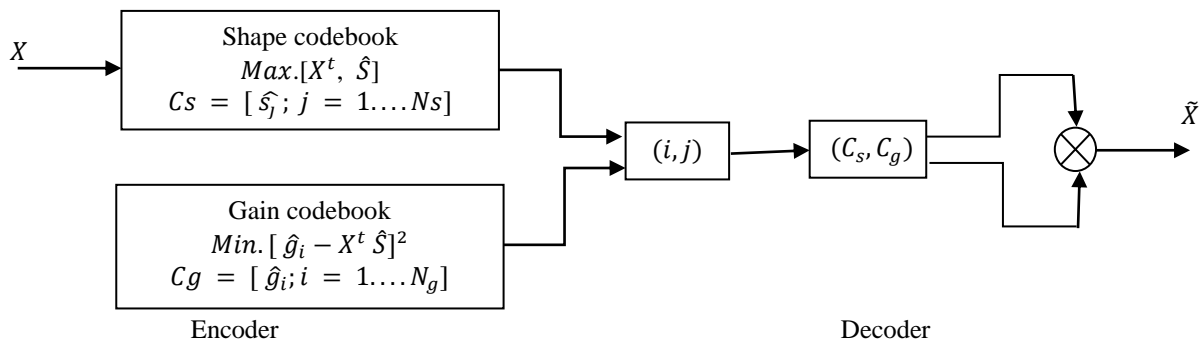 X
Shape codebook
Max.[X^t, Ŝ]
Cs = [ ŝ_j ; j = 1....Ns]
(i, j)
(C_s, C_g)
X̃
Gain codebook
Min.[ ĝ_i − X^t Ŝ]²
Cg = [ ĝ_i; i = 1....N_g]
Encoder
Decoder